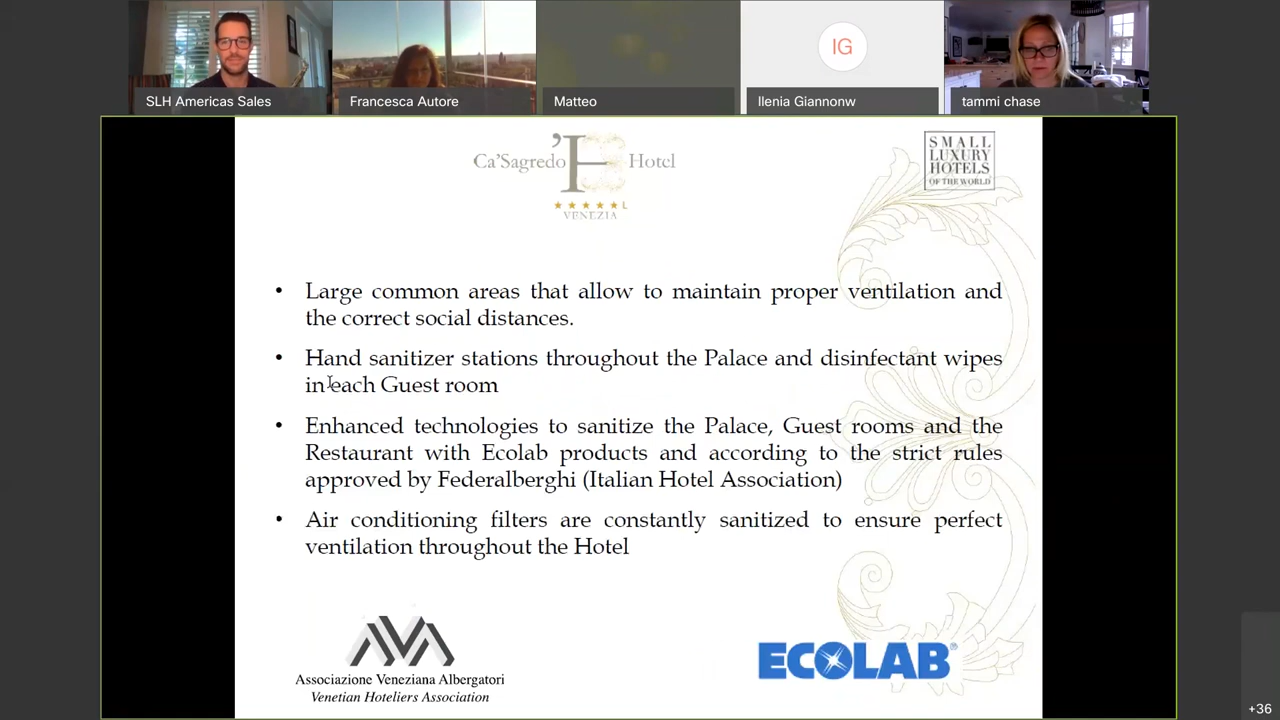 IG
SLH Americas Sales
Francesca Autore
Matteo
Ilenia Giannonw
tammi chase
Ca'Sagredo Hotel
L
VENEZIA
SMALL
LUXURY
HOTELS
OF THE WORLD
• Large common areas that allow to maintain proper ventilation and
the correct social distances.
• Hand sanitizer stations throughout the Palace and disinfectant wipes
in each Guest room
• Enhanced technologies to sanitize the Palace, Guest rooms and the
Restaurant with Ecolab products and according to the strict rules
approved by Federalberghi (Italian Hotel Association)
• Air conditioning filters are constantly sanitized to ensure perfect
ventilation throughout the Hotel
AVA
Associazione Veneziana Albergatori
Venetian Hoteliers Association
ECOLAB®
+36